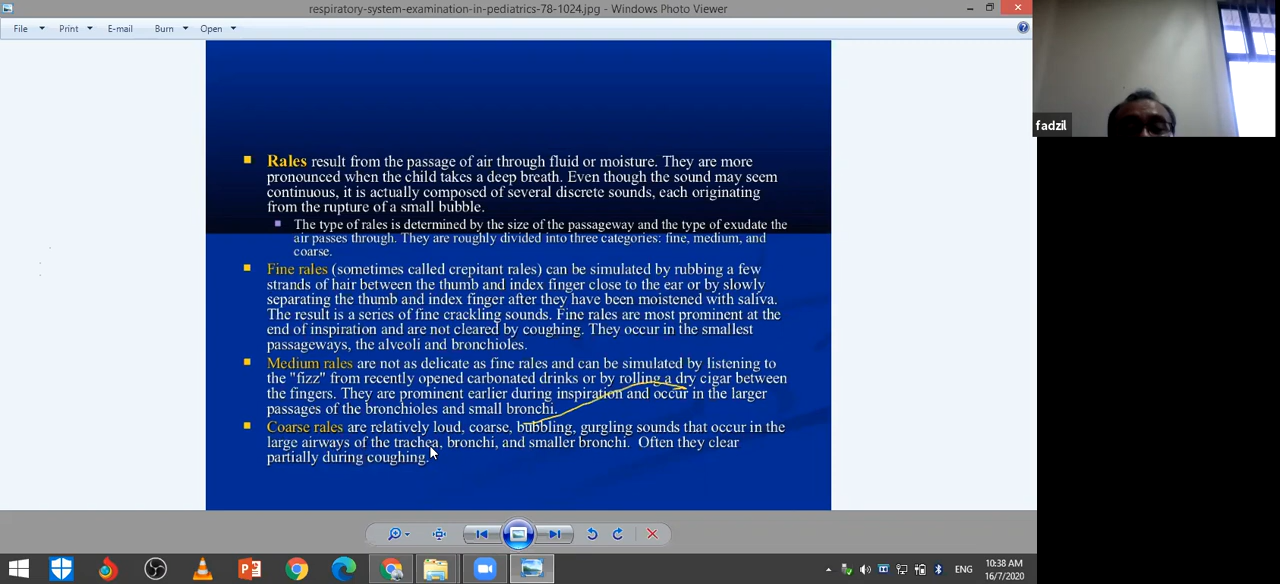 respiratory-system-examination-in-pediatrics-78-1024.jpg - Windows Photo Viewer
File Print E-mail Burn Open
fadzil
Rales result from the passage of air through fluid or moisture. They are more
pronounced when the child takes a deep breath. Even though the sound may seem
continuous, it is actually composed of several discrete sounds, each originating
from the rupture of a small bubble.
The type of rales is determined by the size of the passageway and the type of exudate the
air passes through. They are roughly divided into three categories: fine, medium, and
coarse.
Fine rales (sometimes called crepitant rales) can be simulated by rubbing a few
strands of hair between the thumb and index finger close to the ear or by slowly
separating the thumb and index finger after they have been moistened with saliva.
The result is a series of fine crackling sounds. Fine rales are most prominent at the
end of inspiration and are not cleared by coughing. They occur in the smallest
passageways, the alveoli and bronchioles.
Medium rales are not as delicate as fine rales and can be simulated by listening to
the "fizz" from recently opened carbonated drinks or by rolling a dry cigar between
the fingers. They are prominent earlier during inspiration and occur in the larger
passages of the bronchioles and small bronchi.
Coarse rales are relatively loud, coarse, bubbling, gurgling sounds that occur in the
large airways of the trachea, bronchi, and smaller bronchi. Often they clear
partially during coughing.
ENG
10:38 AM
16/7/2020